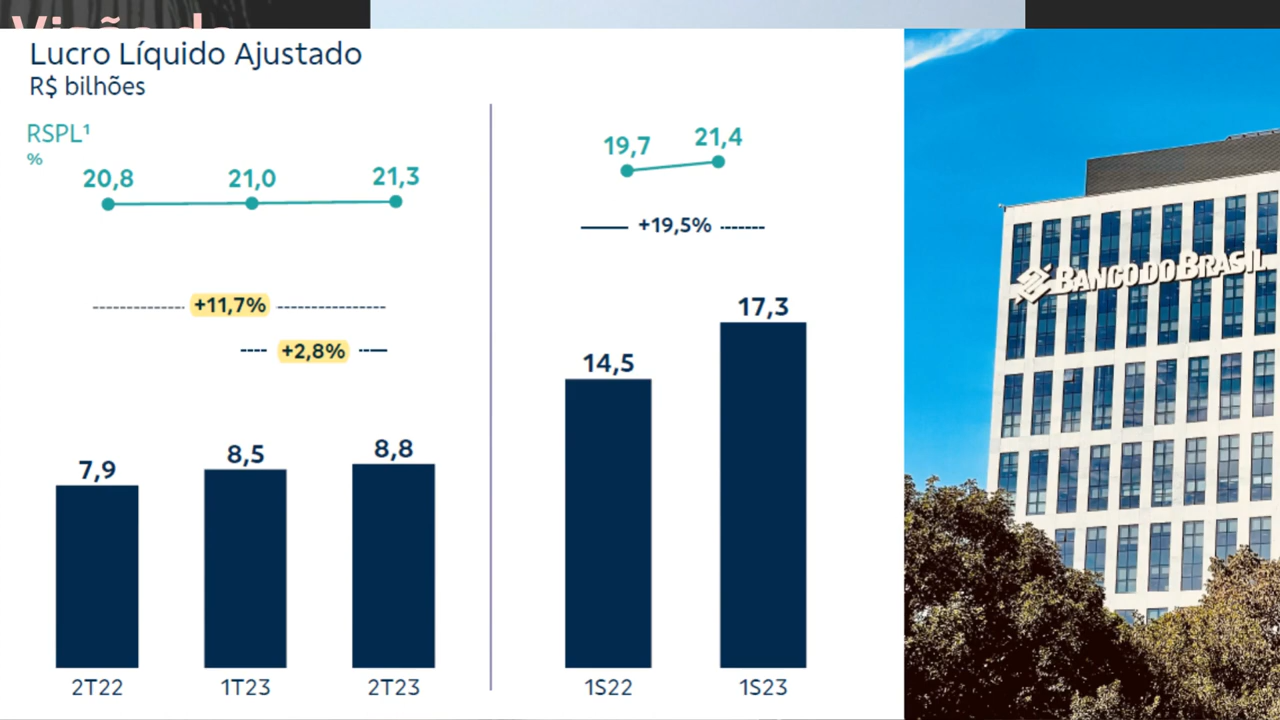 Lucro Líquido Ajustado
R$ bilhões
RSPL¹
%
20,8 21,0 21,3
+11,7%
+2,8%
7,9 8,5 8,8
2T22 1T23 2T23
19,7 21,4
+19,5%
14,5 17,3
1S22 1S23
BANCO DO BRASIL